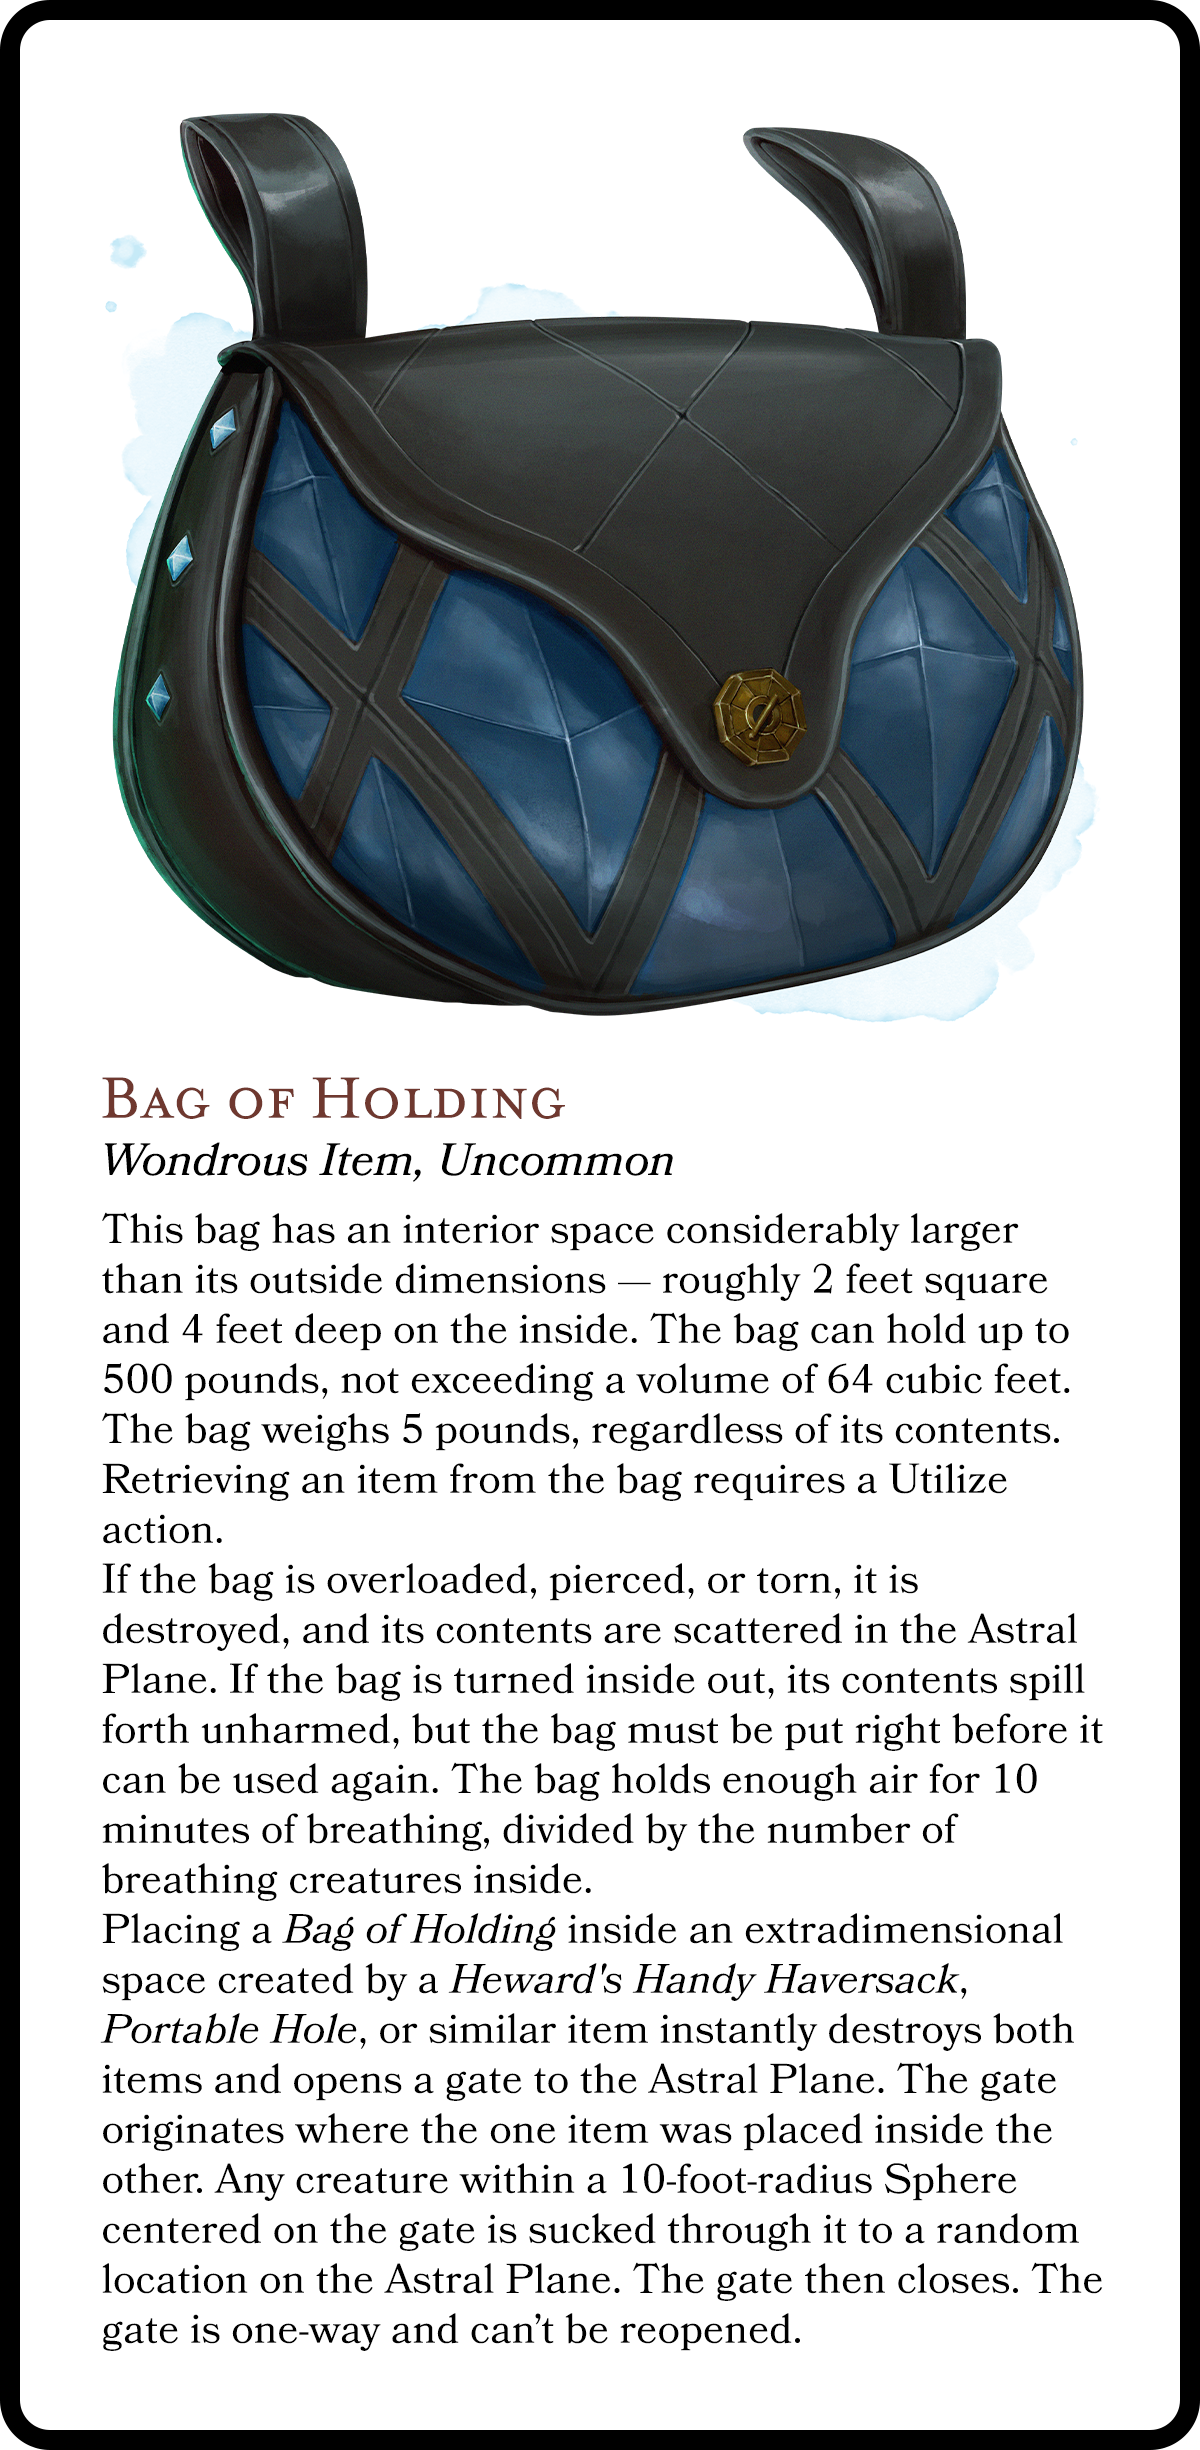 Bag of Holding
Wondrous Item, Uncommon
This bag has an interior space considerably larger
than its outside dimensions — roughly 2 feet square
and 4 feet deep on the inside. The bag can hold up to
500 pounds, not exceeding a volume of 64 cubic feet.
The bag weighs 5 pounds, regardless of its contents.
Retrieving an item from the bag requires a Utilize
action.
If the bag is overloaded, pierced, or torn, it is
destroyed, and its contents are scattered in the Astral
Plane. If the bag is turned inside out, its contents spill
forth unharmed, but the bag must be put right before it
can be used again. The bag holds enough air for 10
minutes of breathing, divided by the number of
breathing creatures inside.
Placing a Bag of Holding inside an extradimensional
space created by a Heward's Handy Haversack,
Portable Hole, or similar item instantly destroys both
items and opens a gate to the Astral Plane. The gate
originates where the one item was placed inside the
other. Any creature within a 10-foot-radius Sphere
centered on the gate is sucked through it to a random
location on the Astral Plane. The gate then closes. The
gate is one-way and can’t be reopened.